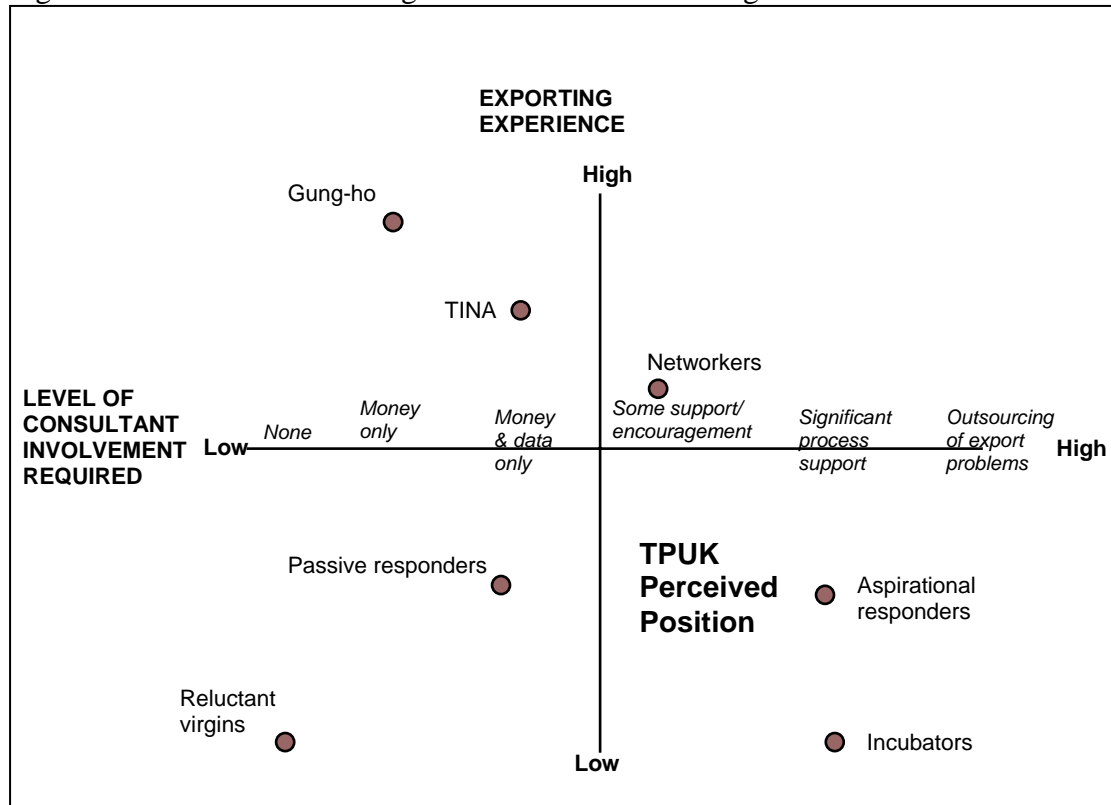 EXPORTING
EXPERIENCE
High
Gung-ho
TINA
Networkers
LEVEL OF
CONSULTANT
INVOLVEMENT
REQUIRED
Low
None
Money
only
Money
& data
only
Some support/
encouragement
Significant
process
support
Outsourcing
of export
problems
High
Passive responders
TPUK
Perceived
Position
Aspirational
responders
Reluctant
virgins
Incubators
Low